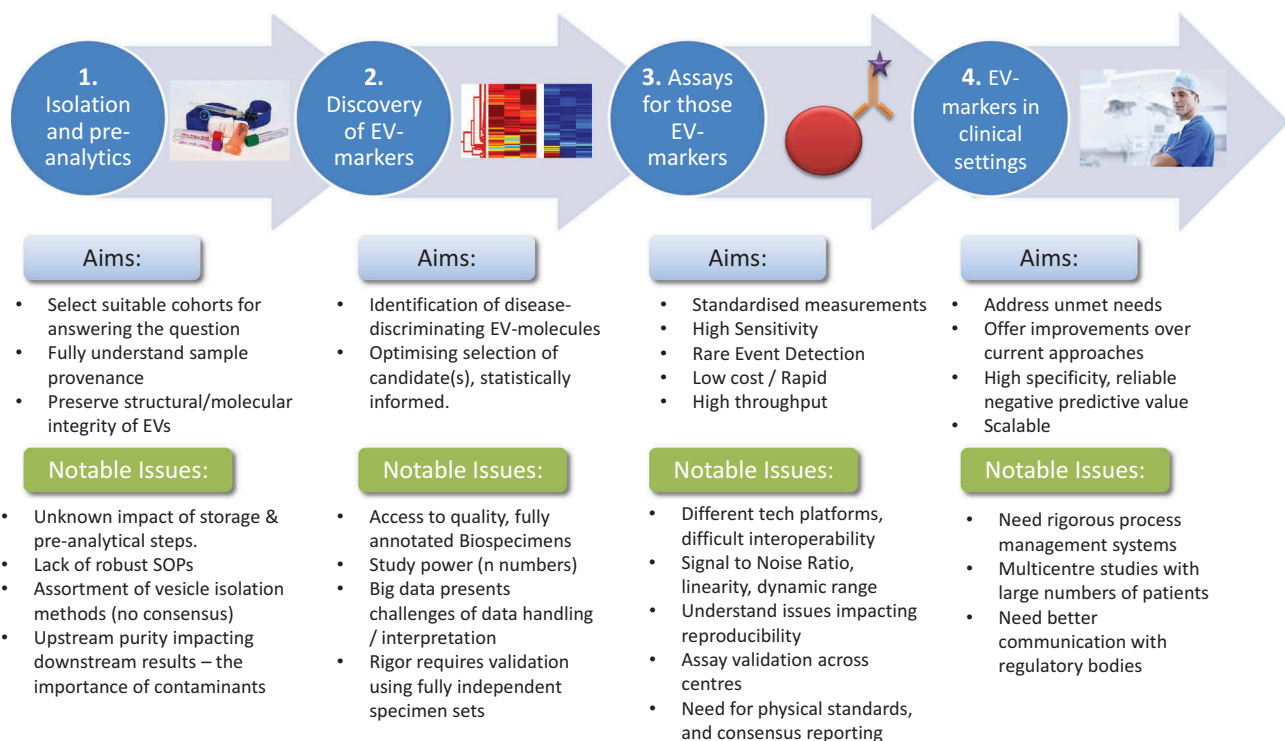 1.
Isolation
and pre-
analytics
2.
Discovery
of EV-
markers
3. Assays
for those
EV-
markers
4. EV-
markers in
clinical
settings
Aims:
• Select suitable cohorts for
answering the question
• Fully understand sample
provenance
• Preserve structural/molecular
integrity of EVs
Notable Issues:
• Unknown impact of storage &
pre-analytical steps.
• Lack of robust SOPs
• Assortment of vesicle isolation
methods (no consensus)
• Upstream purity impacting
downstream results – the
importance of contaminants
Aims:
• Identification of disease-
discriminating EV-molecules
• Optimising selection of
candidate(s), statistically
informed.
Notable Issues:
• Access to quality, fully
annotated Biospecimens
• Study power (n numbers)
• Big data presents
challenges of data handling
/ interpretation
• Rigor requires validation
using fully independent
specimen sets
Aims:
• Standardised measurements
• High Sensitivity
• Rare Event Detection
• Low cost / Rapid
• High throughput
Notable Issues:
• Different tech platforms,
difficult interoperability
• Signal to Noise Ratio,
linearity, dynamic range
• Understand issues impacting
reproducibility
• Assay validation across
centres
• Need for physical standards,
and consensus reporting
Aims:
• Address unmet needs
• Offer improvements over
current approaches
• High specificity, reliable
negative predictive value
• Scalable
Notable Issues:
• Need rigorous process
management systems
• Multicentre studies with
large numbers of patients
• Need better
communication with
regulatory bodies